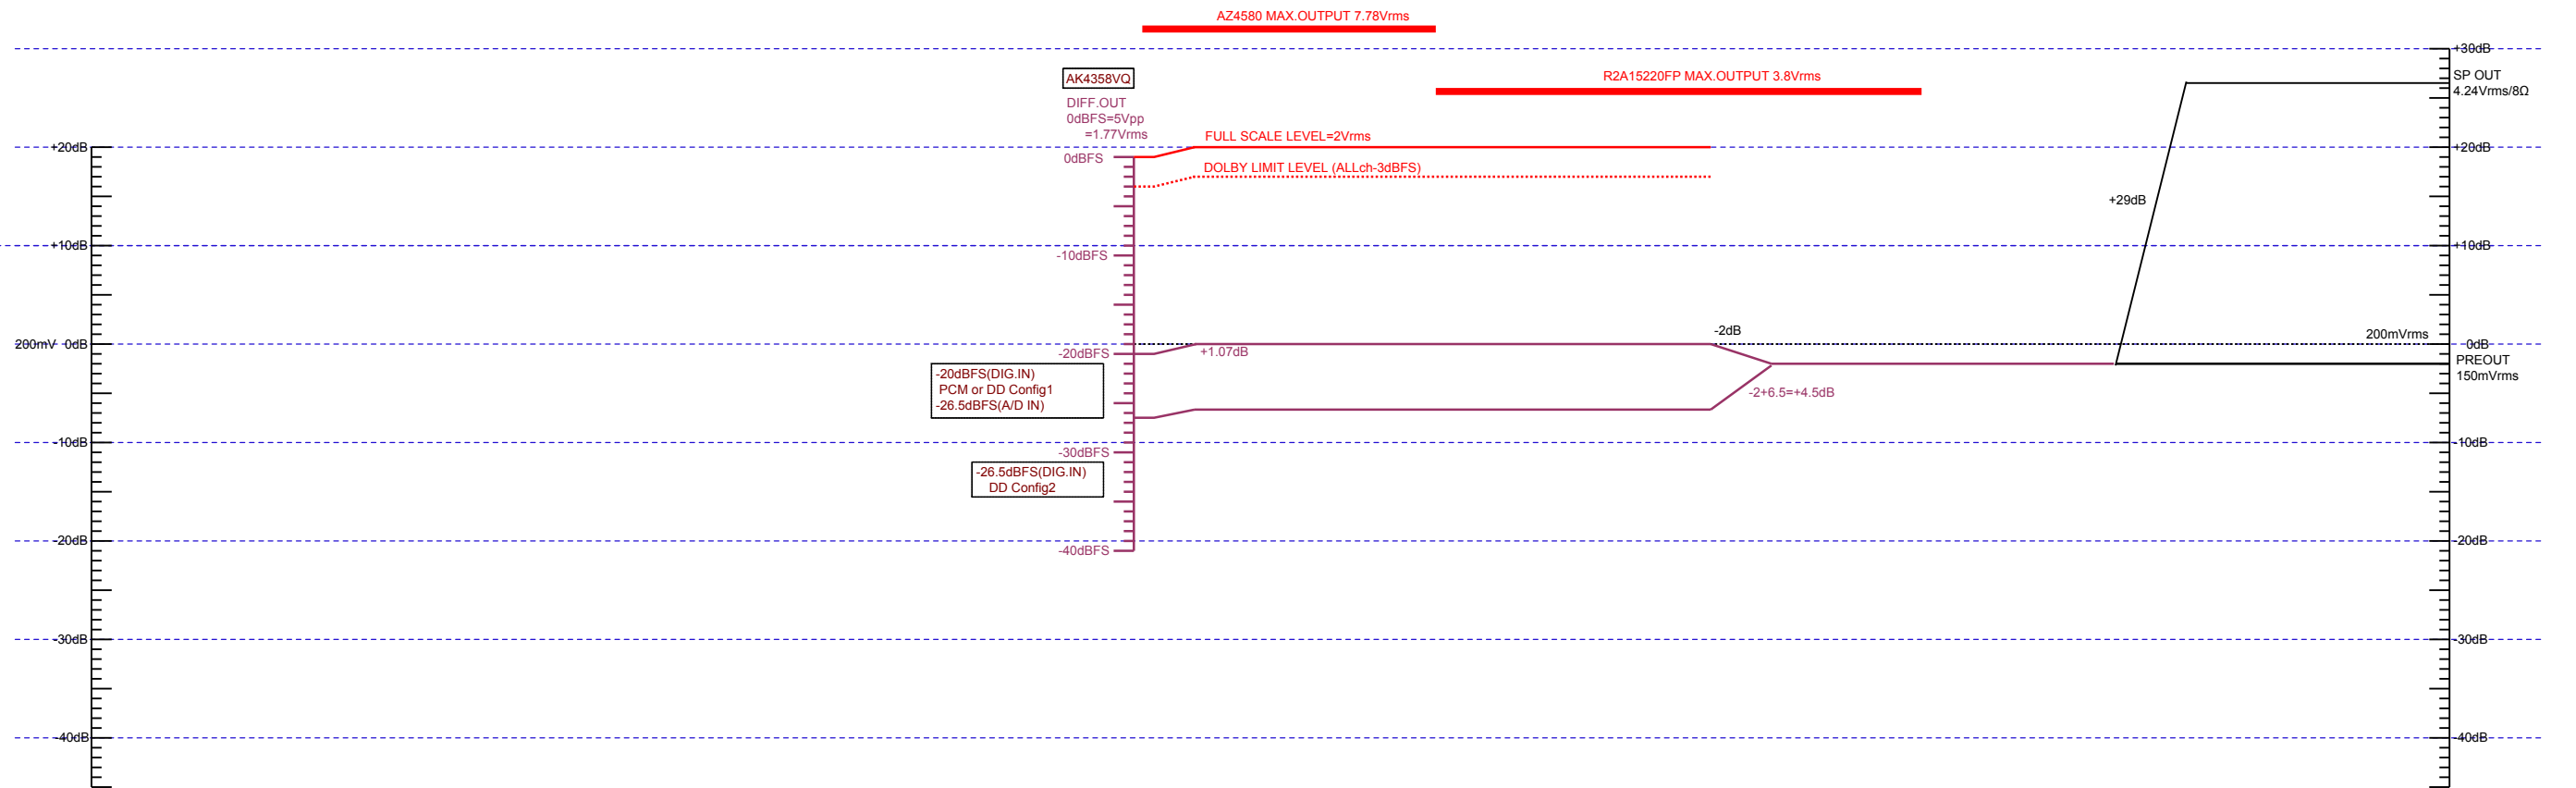 AZ4580 MAX.OUTPUT 7.78Vrms
+30dB
AK4358VQ
R2A15220FP MAX.OUTPUT 3.8Vrms
SP OUT
4.24Vrms/8Ω
DIFF.OUT
0dBFS=5Vpp
=1.77Vrms
FULL SCALE LEVEL=2Vrms
+20dB
+20dB
0dBFS
DOLBY LIMIT LEVEL (ALLch-3dBFS)
+29dB
+10dB
+10dB
-10dBFS
-2dB
200mVrms
200mV 0dB
0dB
-20dBFS
+1.07dB
PREOUT
150mVrms
-20dBFS(DIG.IN)
PCM or DD Config1
-26.5dBFS(A/D IN)
-2+6.5=+4.5dB
-10dB
-10dB
-30dBFS
-26.5dBFS(DIG.IN)
DD Config2
-20dB
-20dB
-40dBFS
-30dB
-30dB
-40dB
-40dB